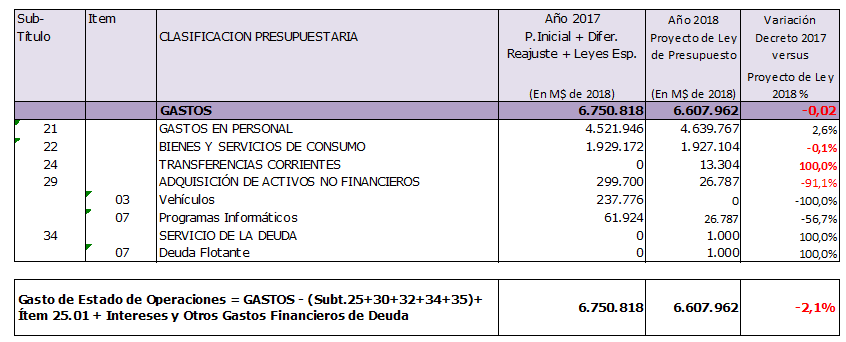 Sub-Título Item CLASIFICACION PRESUPUESTARIA Año 2017 P.Inicial + Difer. Reajuste + Leyes Esp. Año 2018 Proyecto de Ley de Presupuesto Variación Decreto 2017 versus Proyecto de Ley 2018 %
(En M$ de 2018) (En M$ de 2018)
GASTOS 6.750.818 6.607.962 -0,02
21 GASTOS EN PERSONAL 4.521.946 4.639.767 2,6%
22 BIENES Y SERVICIOS DE CONSUMO 1.929.172 1.927.104 -0,1%
24 TRANSFERENCIAS CORRIENTES 0 13.304 100,0%
29 ADQUISICIÓN DE ACTIVOS NO FINANCIEROS 299.700 26.787 -91,1%
03 Vehículos 237.776 0 -100,0%
07 Programas Informáticos 61.924 26.787 -56,7%
34 SERVICIO DE LA DEUDA 0 1.000 100,0%
07 Deuda Flotante 0 1.000 100,0%
Gasto de Estado de Operaciones = GASTOS - (Subt.25+30+32+34+35)+
Ítem 25.01 + Intereses y Otros Gastos Financieros de Deuda 6.750.818 6.607.962 -2,1%